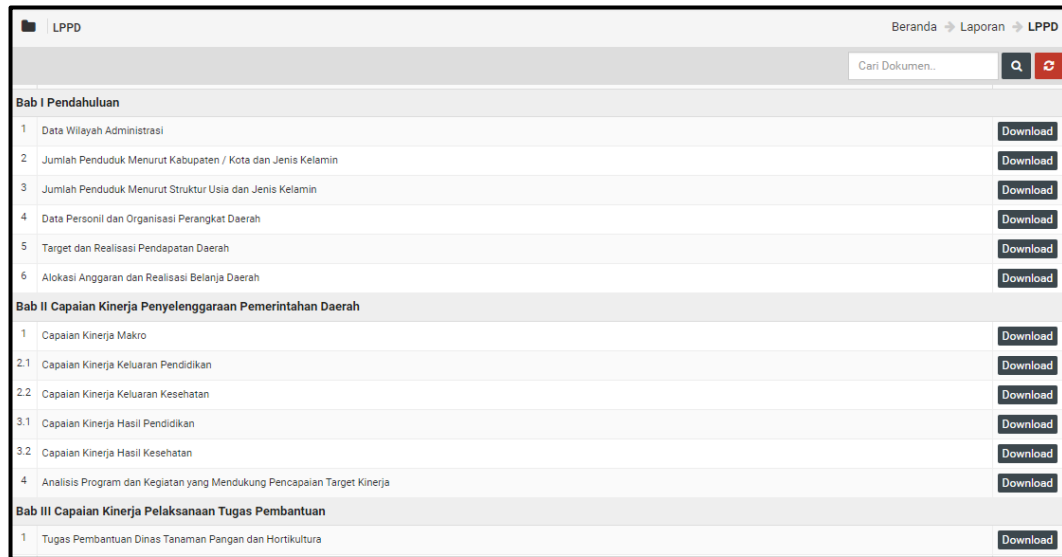 LPPD Beranda Laporan LPPD
Cari Dokumen..
Bab I Pendahuluan
1 Data Wilayah Administrasi Download
2 Jumlah Penduduk Menurut Kabupaten / Kota dan Jenis Kelamin Download
3 Jumlah Penduduk Menurut Struktur Usia dan Jenis Kelamin Download
4 Data Personil dan Organisasi Perangkat Daerah Download
5 Target dan Realisasi Pendapatan Daerah Download
6 Alokasi Anggaran dan Realisasi Belanja Daerah Download
Bab II Capaian Kinerja Penyelenggaraan Pemerintahan Daerah
1 Capaian Kinerja Makro Download
2.1 Capaian Kinerja Keluaran Pendidikan Download
2.2 Capaian Kinerja Keluaran Kesehatan Download
3.1 Capaian Kinerja Hasil Pendidikan Download
3.2 Capaian Kinerja Hasil Kesehatan Download
4 Analisis Program dan Kegiatan yang Mendukung Pencapaian Target Kinerja Download
Bab III Capaian Kinerja Pelaksanaan Tugas Pembantuan
1 Tugas Pembantuan Dinas Tanaman Pangan dan Hortikultura Download